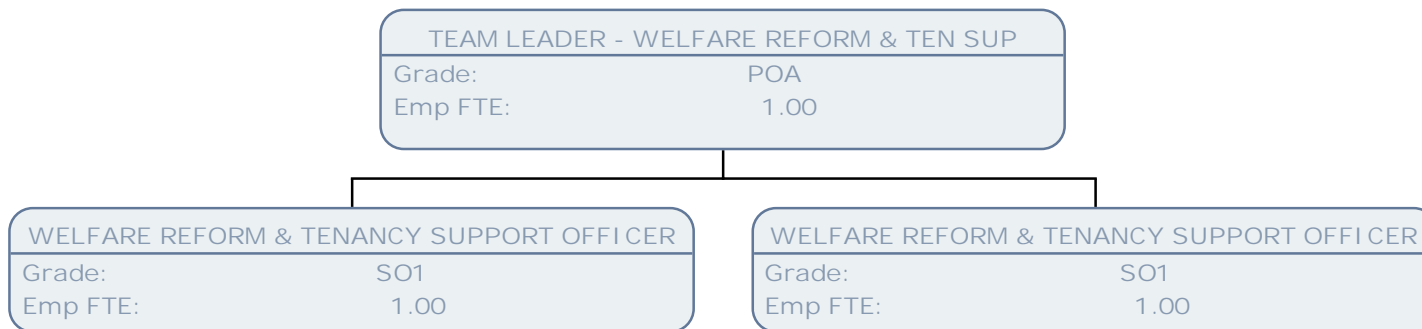 TEAM LEADER - WELFARE REFORM & TEN SUP
Grade: POA
Emp FTE: 1.00
WELFARE REFORM & TENANCY SUPPORT OFFICER
Grade: SO1
Emp FTE: 1.00
WELFARE REFORM & TENANCY SUPPORT OFFICER
Grade: SO1
Emp FTE: 1.00